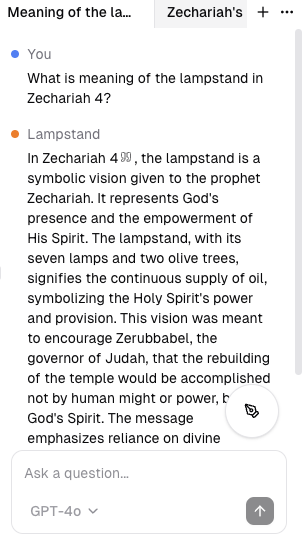 Meaning of the la... Zechariah's
You
What is meaning of the lampstand in
Zechariah 4?
Lampstand
In Zechariah 4, the lampstand is a
symbolic vision given to the prophet
Zechariah. It represents God's
presence and the empowerment of
His Spirit. The lampstand, with its
seven lamps and two olive trees,
signifies the continuous supply of oil,
symbolizing the Holy Spirit's power
and provision. This vision was meant
to encourage Zerubbabel, the
governor of Judah, that the rebuilding
of the temple would be accomplished
not by human might or power,
God's Spirit. The message
emphasizes reliance on divine
Ask a question...
GPT-4o